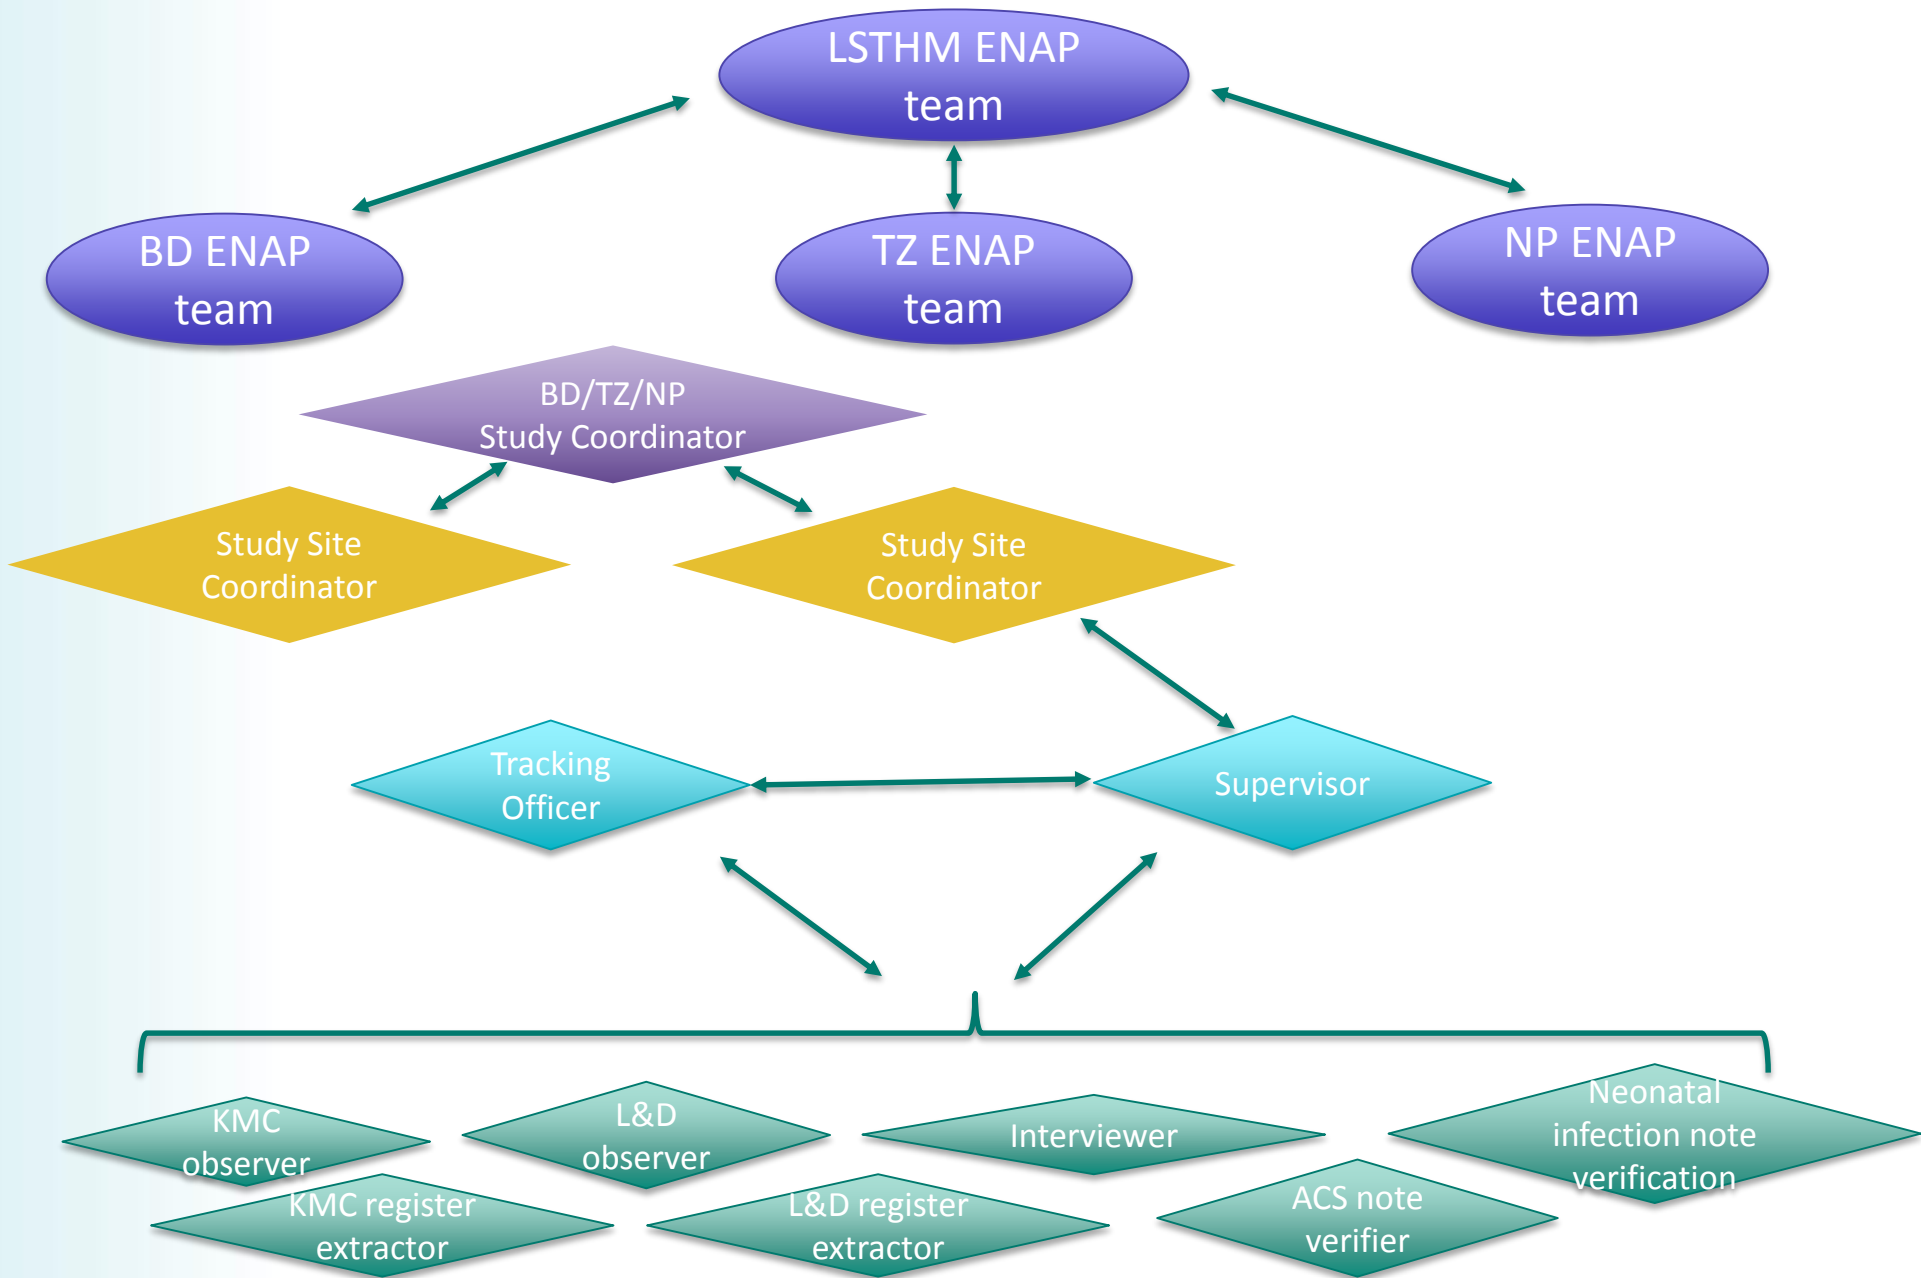 LSTHM ENAP
team
BD ENAP
team
TZ ENAP
team
NP ENAP
team
BD/TZ/NP
Study Coordinator
Study Site
Coordinator
Study Site
Coordinator
Tracking
Officer
Supervisor
KMC
observer
L&D
observer
Interviewer
Neonatal
infection note
verification
KMC register
extractor
L&D register
extractor
ACS note
verifier